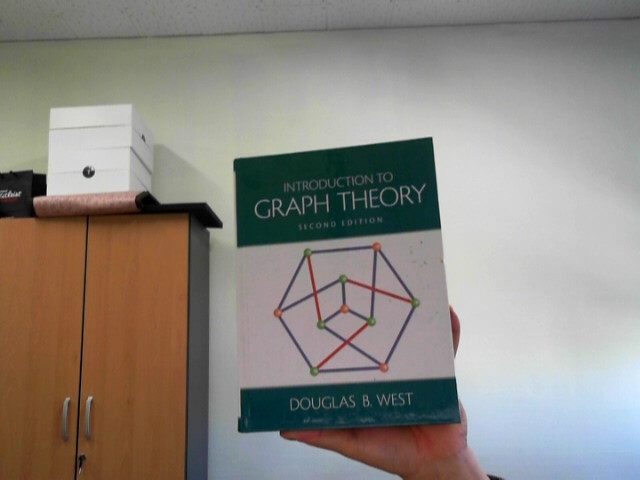 INTRODUCTION TO
GRAPH THEORY
SECOND EDITION
DOUGLAS B. WEST